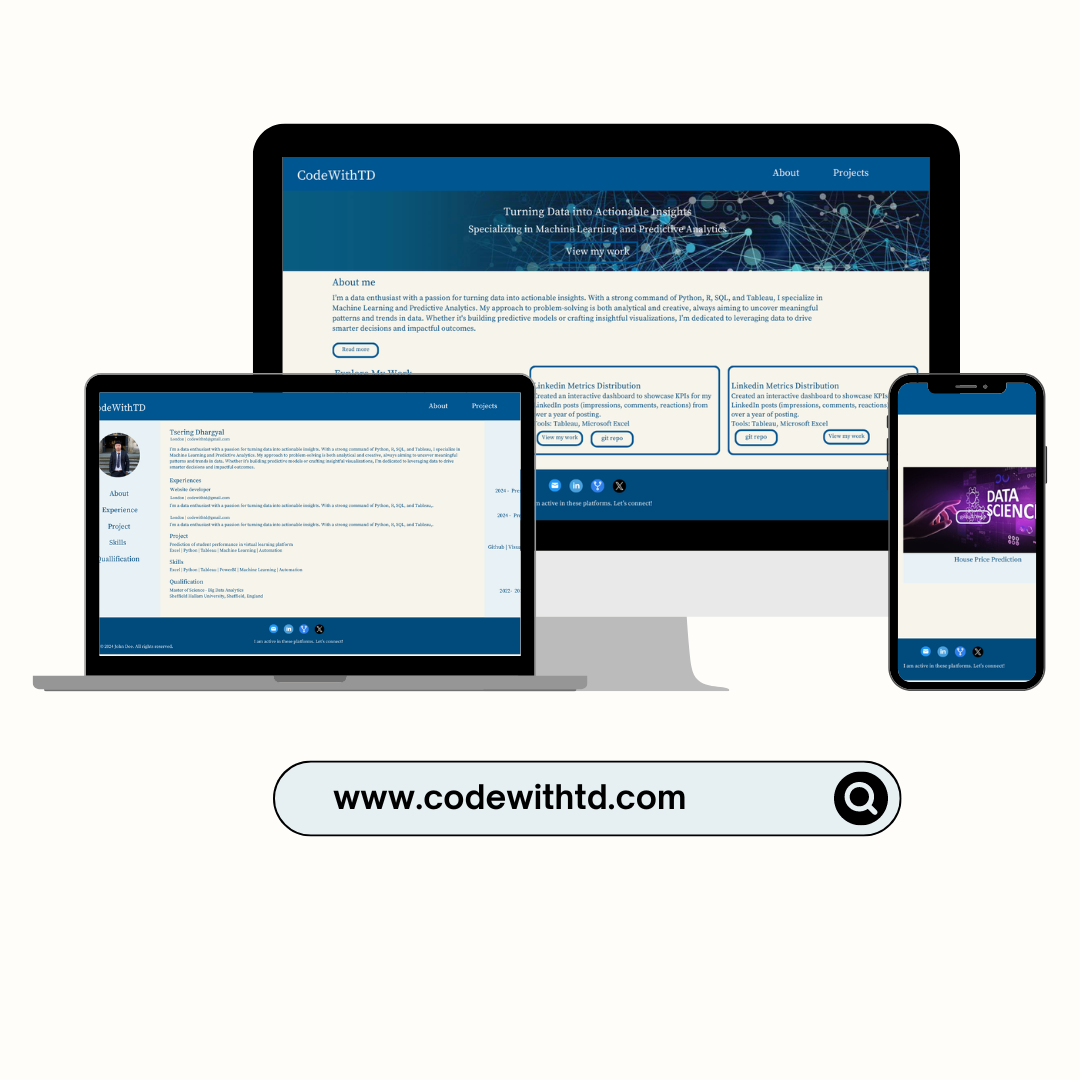 CodeWithTD
About Projects
Turning Data into Actionable Insights
Specializing in Machine Learning and Predictive Analytics
View my work
About me
I'm a data enthusiast with a passion for turning data into actionable insights. With a strong command of Python, R, SQL, and Tableau, I specialize in
Machine Learning and Predictive Analytics. My approach to problem-solving is both analytical and creative, always aiming to uncover meaningful
patterns and trends in data. Whether it's building predictive models or crafting insightful visualizations, I'm dedicated to leveraging data to drive
smarter decisions and impactful outcomes.
Read more
Explore My Work
Linkedin Metrics Distribution
Created an interactive dashboard to showcase KPIs for my
LinkedIn posts (impressions, comments, reactions) from
over a year of posting.
Tools: Tableau, Microsoft Excel
View my work git repo
Linkedin Metrics Distribution
Created an interactive dashboard to showcase KPIs
LinkedIn posts (impressions, comments, reactions)
over a year of posting.
Tools: Tableau, Microsoft Excel
git repo View my work
in X
m active in these platforms. Let's connect!
odeWithTD
About Projects
About
Experience
Project
Skills
Quallification
Tsering Dhargyal
London | codewithtd@gmail.com
I'm a data enthusiast with a passion for turning data into actionable insights. With a strong command of Python, R, SQL, and Tableau, I specialize in
Machine Learning and Predictive Analytics. My approach to problem-solving is both analytical and creative, always aiming to uncover meaningful
patterns and trends in data. Whether it's building predictive models or crafting insightful visualizations, I'm dedicated to leveraging data to drive
smarter decisions and impactful outcomes.
Experiences
Website developer
London | codewithtd@gmail.com
2024 - Pre
I'm a data enthusiast with a passion for turning data into actionable insights. With a strong command of Python, R, SQL, and Tableau,.
London | codewithtd@gmail.com
2024 - Pre
I'm a data enthusiast with a passion for turning data into actionable insights. With a strong command of Python, R, SQL, and Tableau,.
Project
Prediction of student performance in virtual learning platform
Github | Visua
Excel | Python | Tableau | Machine Learning | Automation
Skills
Excel | Python | Tableau | PowerBI | Machine Learning | Automation
Qualification
Master of Science - Big Data Analytics
2022- 20
Sheffield Hallam University, Sheffield, England
in X
I am active in these platforms. Let's connect!
© 2024 John Doe. All rights reserved.
DATA
SCIENC
House Price Prediction
in X
I am active in these platforms. Let's connect!
www.codewithtd.com